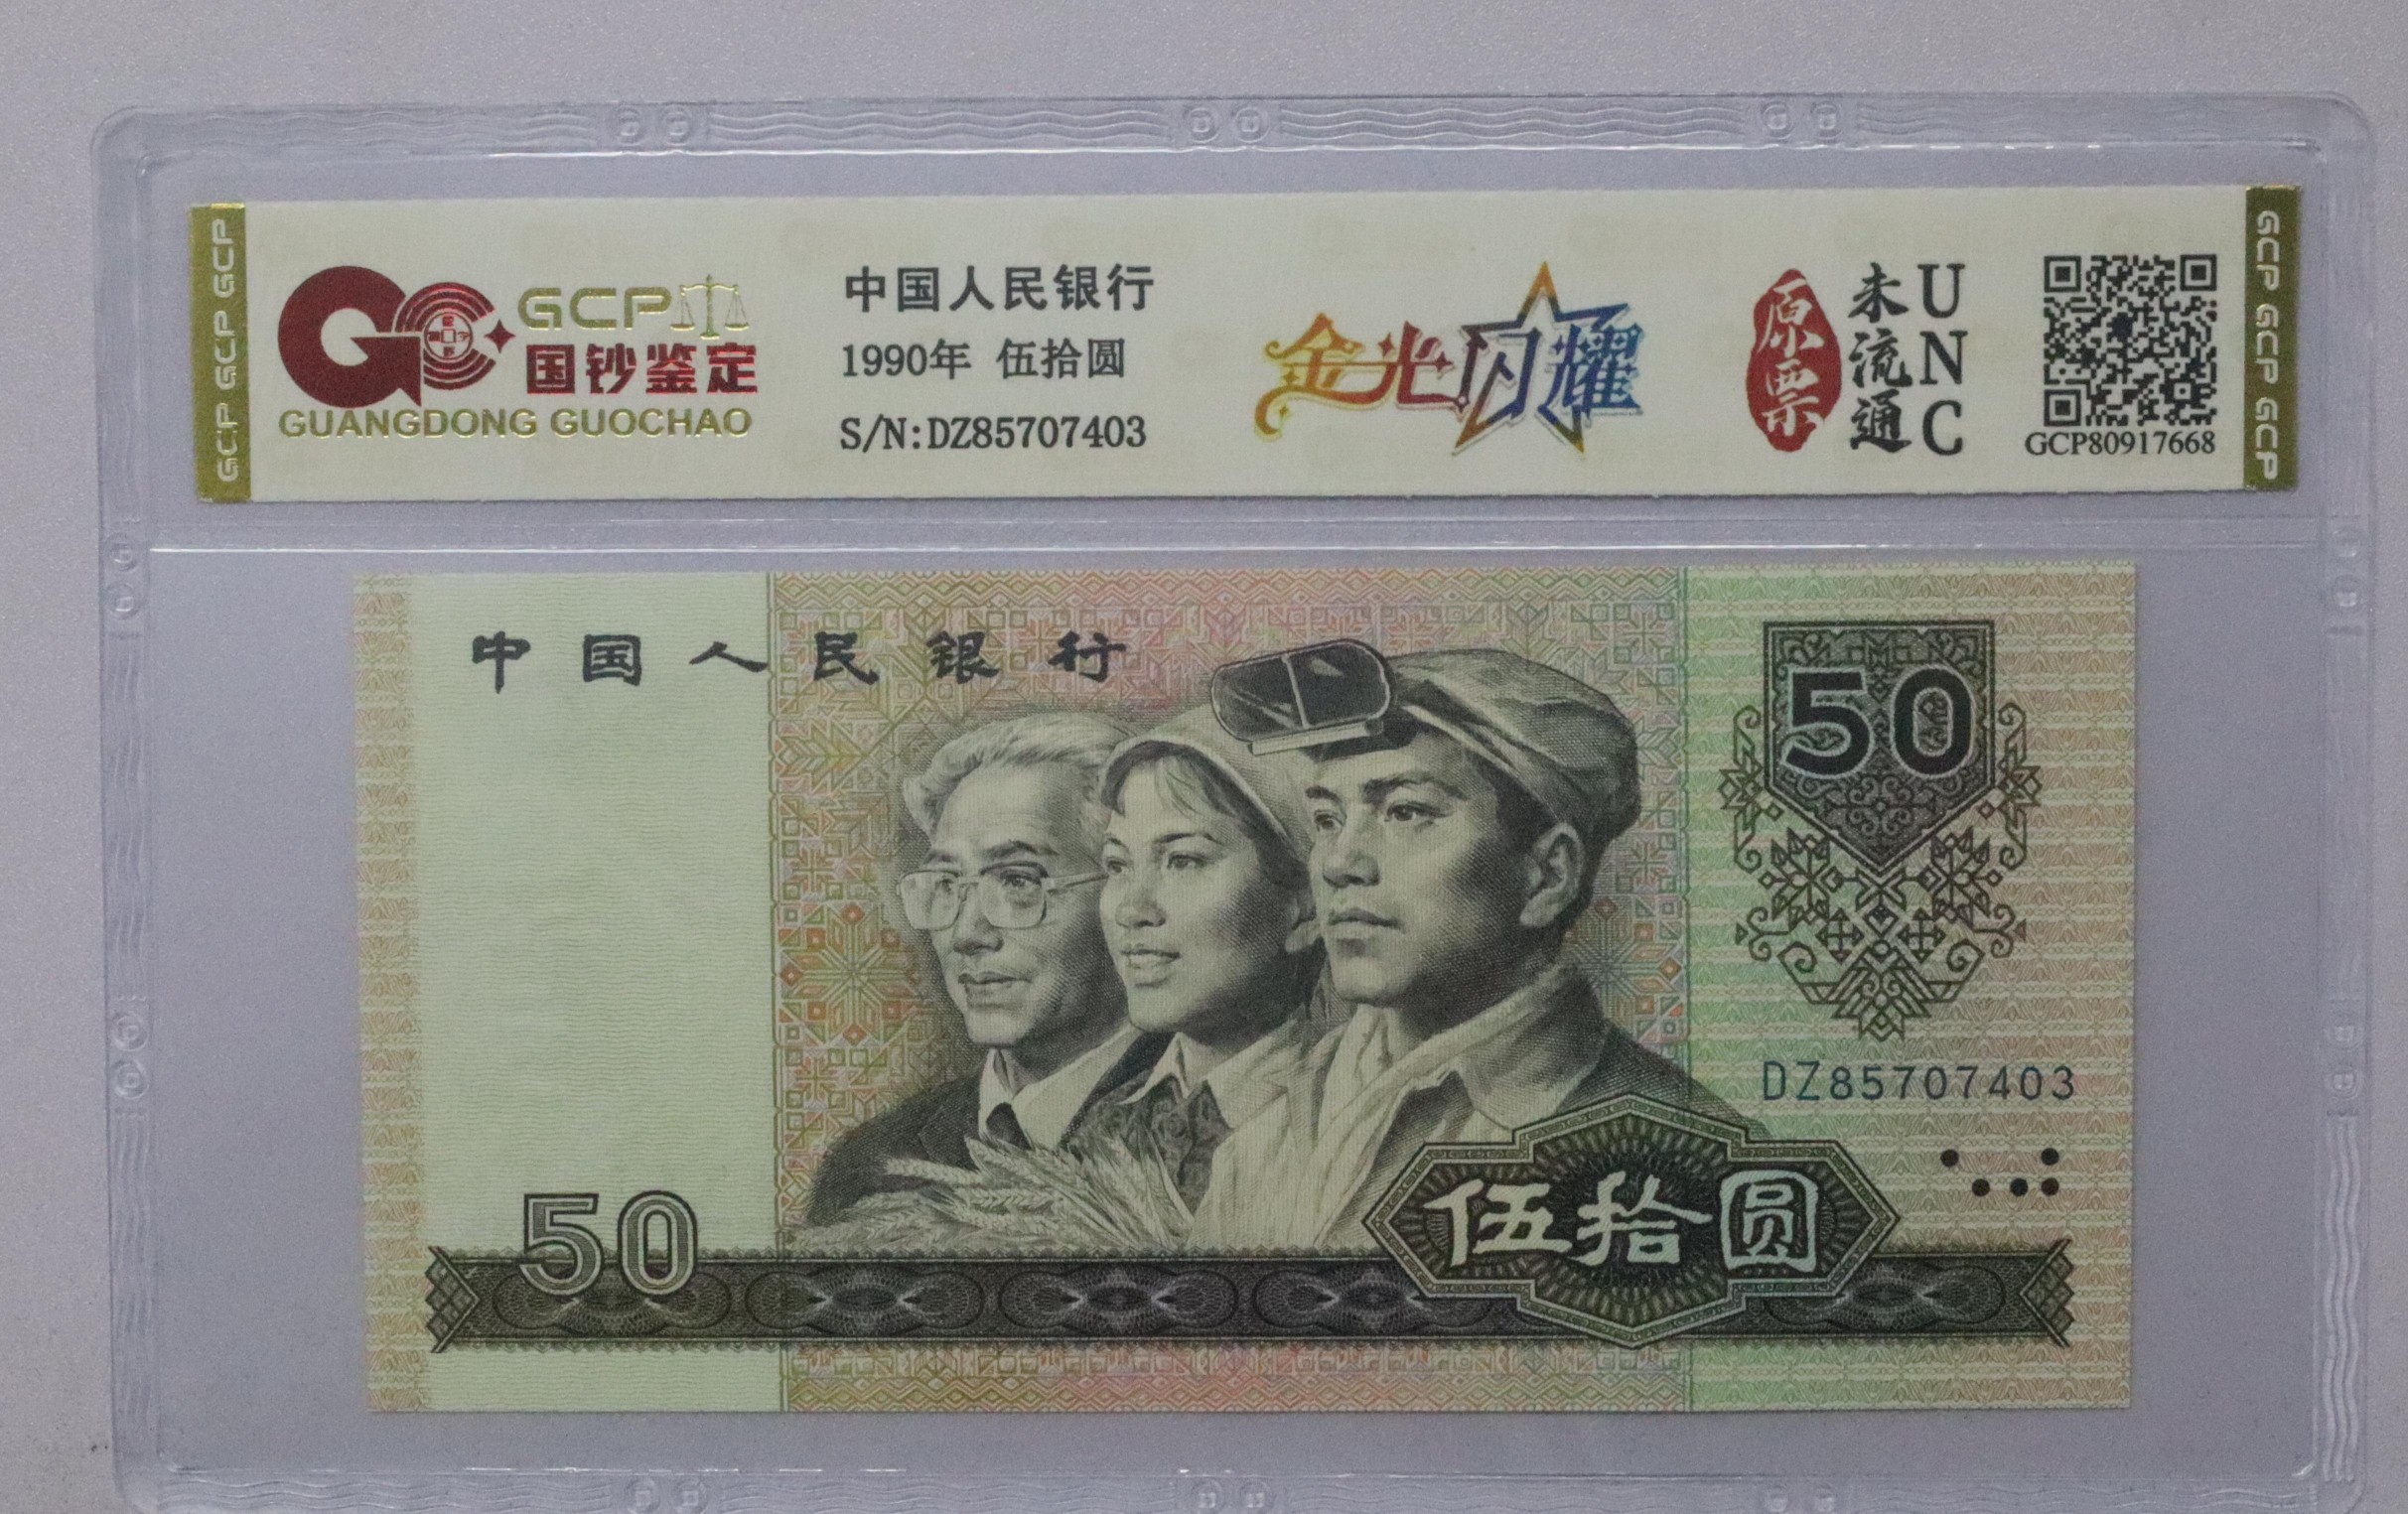 GCP GCP GCP
GCP
国钞鉴定
GUANGDONG GUOCHAO
中国人民银行
1990年 伍拾圆
S/N:DZ85707403
金光闪耀
原票
未流通
UNC
GCP80917668
GCP GCP GCP
中国人民银行
50
DZ85707403
50
伍拾圆